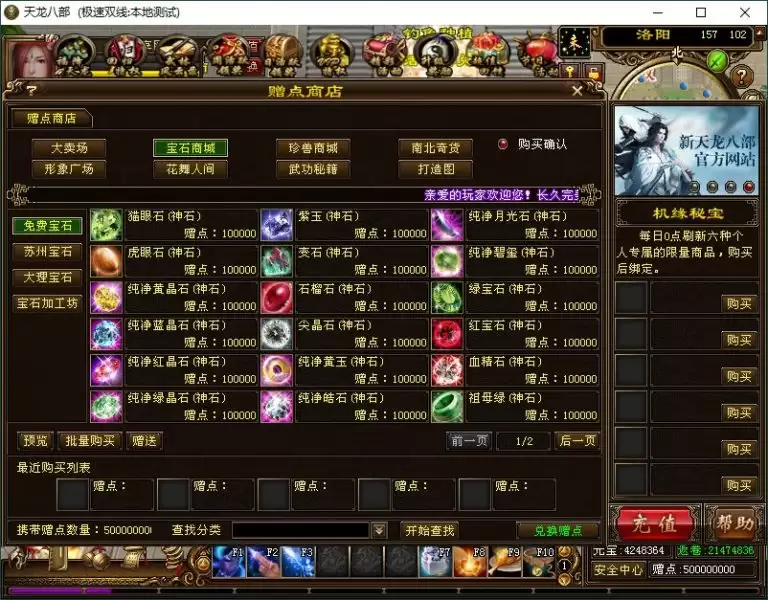 天龙八部 (极速双线:本地测试)
洛阳 157 102
北
赠点商店
赠点商店
大卖场 宝石商城 珍兽商城 南北奇货 购买确认
形象广场 花舞人间 武功秘籍 打造图
亲爱的玩家欢迎您! 长久完美
新天龙八部
官方网站
机缘秘宝
每日0点刷新六种个
人专属的限量商品,购买
后绑定。
免费宝石
苏州宝石
大理宝石
宝石加工坊
猫眼石(神石) 紫玉(神石) 纯净月光石(神石)
赠点:100000 赠点:100000 赠点:100000
虎眼石(神石) 变石(神石) 纯净碧玺(神石)
赠点:100000 赠点:100000 赠点:100000
纯净黄晶石(神石) 石榴石(神石) 绿宝石(神石)
赠点:100000 赠点:100000 赠点:100000
纯净蓝晶石(神石) 尖晶石(神石) 红宝石(神石)
赠点:100000 赠点:100000 赠点:100000
纯净红晶石(神石) 纯净黄玉(神石) 血精石(神石)
赠点:100000 赠点:100000 赠点:100000
纯净绿晶石(神石) 纯净皓石(神石) 祖母绿(神石)
赠点:100000 赠点:100000 赠点:100000
购买
购买
购买
购买
购买
购买
预览 批量购买 赠送 前一页 1/2 后一页
最近购买列表
赠点: 赠点: 赠点: 赠点: 赠点:
携带赠点数量:50000000 查找分类 开始查找 兑换赠点
充值 帮助
F1 F2 F3 F7 F8 F9 F10
元宝:4248364
安全中心 赠点:500000000